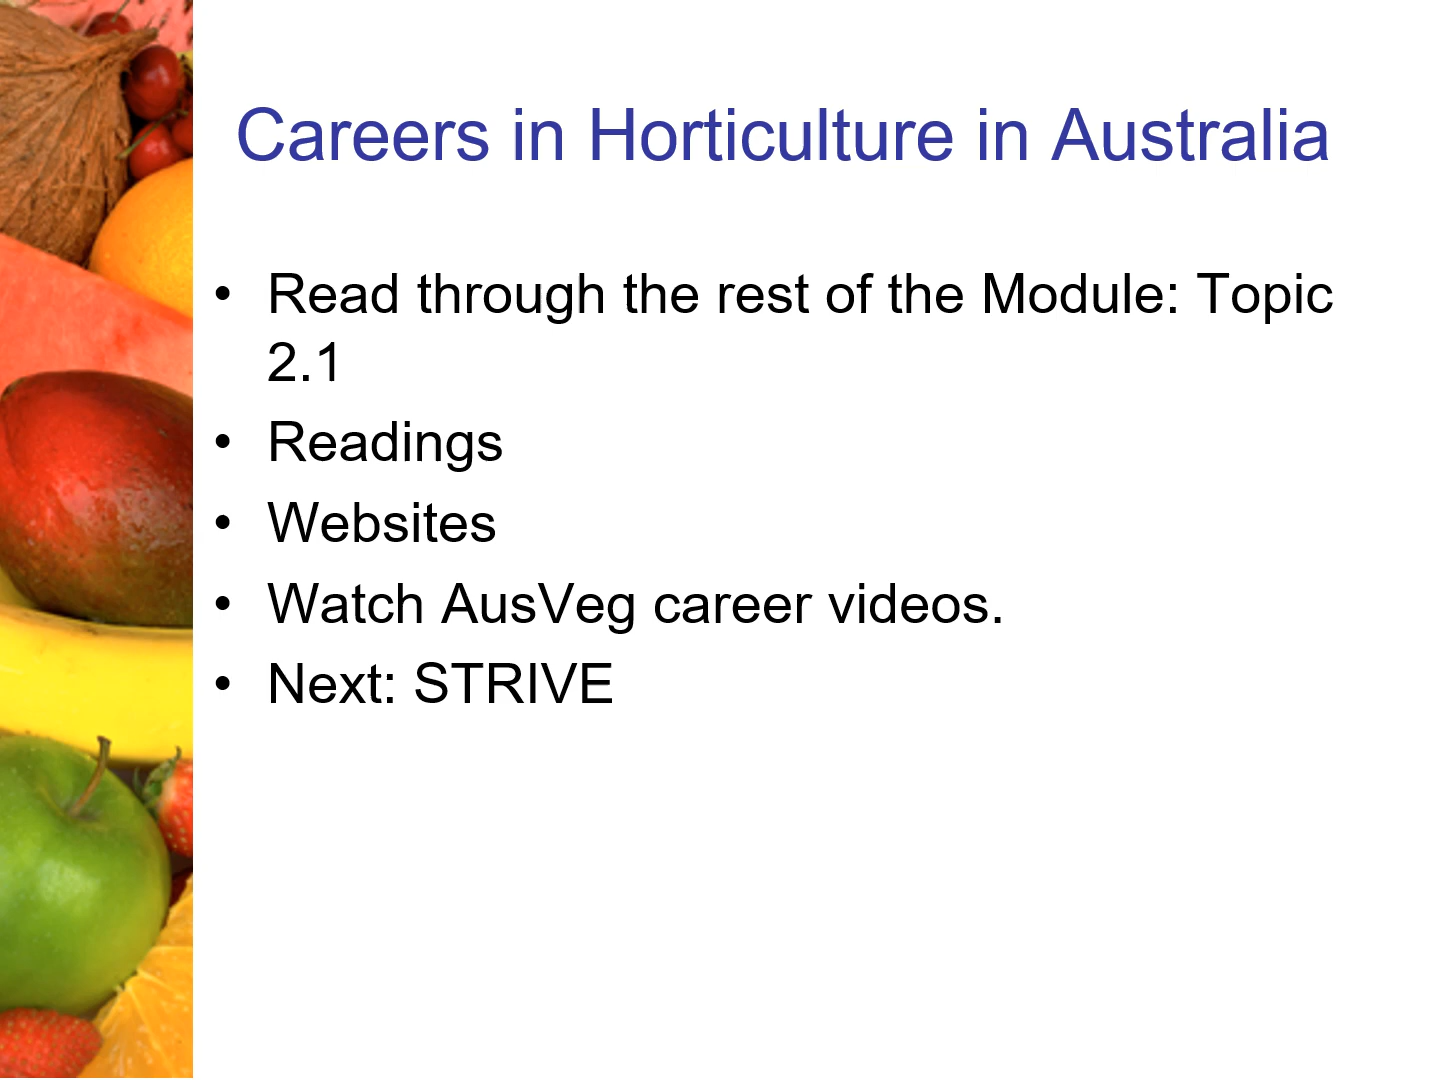 Careers in Horticulture in Australia
• Read through the rest of the Module: Topic
2.1
• Readings
• Websites
• Watch AusVeg career videos.
• Next: STRIVE